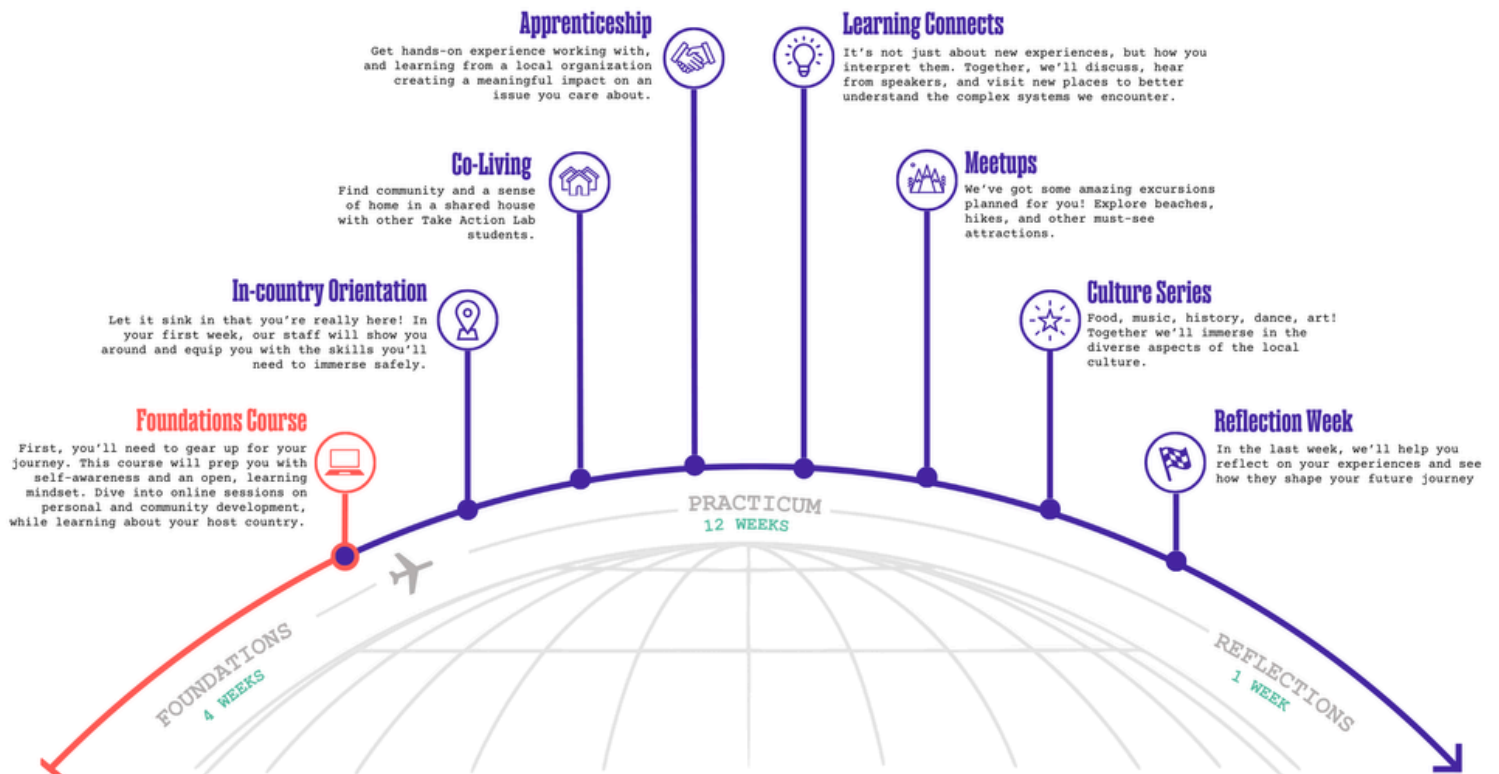 Apprenticeship
Get hands-on experience working with,
and learning from a local organization
creating a meaningful impact on an
issue you care about.
Learning Connects
It's not just about new experiences, but how you
interpret them. Together, we'll discuss, hear
from speakers, and visit new places to better
understand the complex systems we encounter.
Co-Living
Find community and a sense
of home in a shared house
with other Take Action Lab
students.
Meetups
We've got some amazing excursions
planned for you! Explore beaches,
hikes, and other must-see
attractions.
In-country Orientation
Let it sink in that you're really here! In
your first week, our staff will show you
around and equip you with the skills you'll
need to immerse safely.
Culture Series
Food, music, history, dance, art!
Together we'll immerse in the
diverse aspects of the local
culture.
Foundations Course
First, you'll need to gear up for your
journey. This course will prep you with
self-awareness and an open, learning
mindset. Dive into online sessions on
personal and community development,
while learning about your host country.
Reflection Week
In the last week, we'll help you
reflect on your experiences and see
how they shape your future journey
FOUNDATIONS
4 WEEKS
PRACTICUM
12 WEEKS
REFLECTIONS
1 WEEK